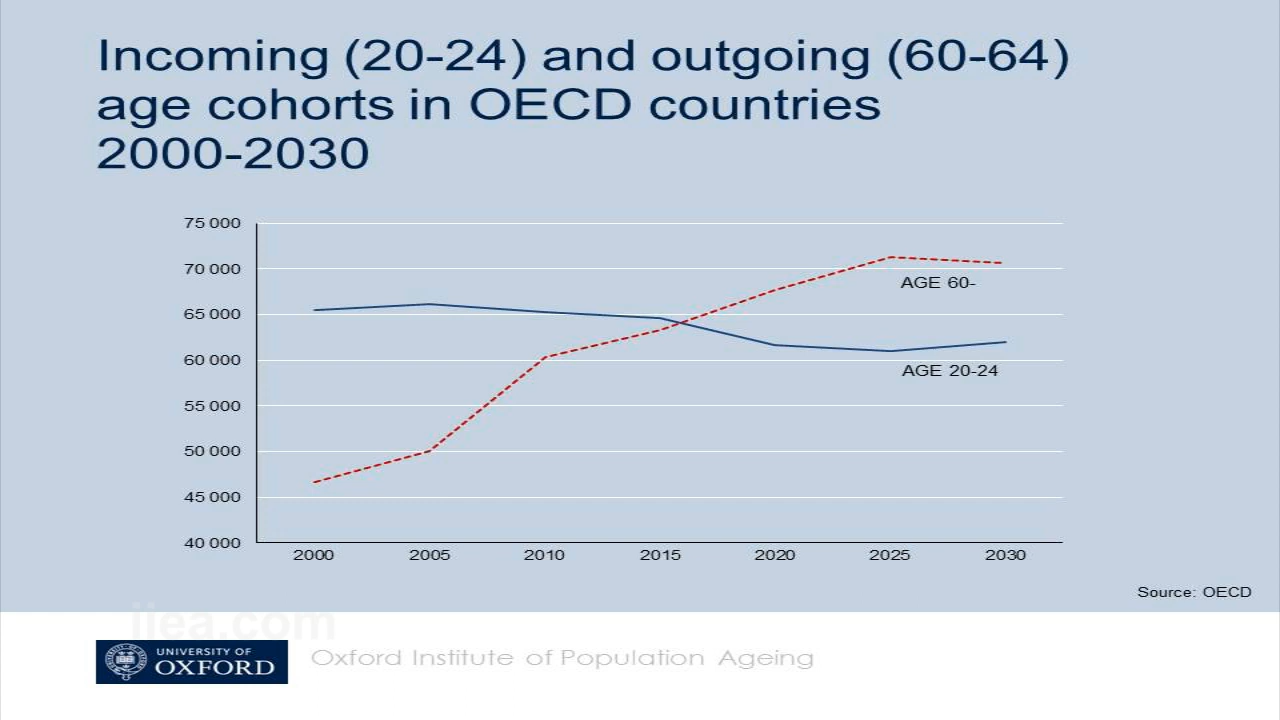 Incoming (20-24) and outgoing (60-64)
age cohorts in OECD countries
2000-2030
75 000
70 000
65 000
60 000
55 000
50 000
45 000
40 000
AGE 60-
AGE 20-24
2000 2005 2010 2015 2020 2025 2030
Source: OECD
iiea.com
UNIVERSITY OF
OXFORD
Oxford Institute of Population Ageing